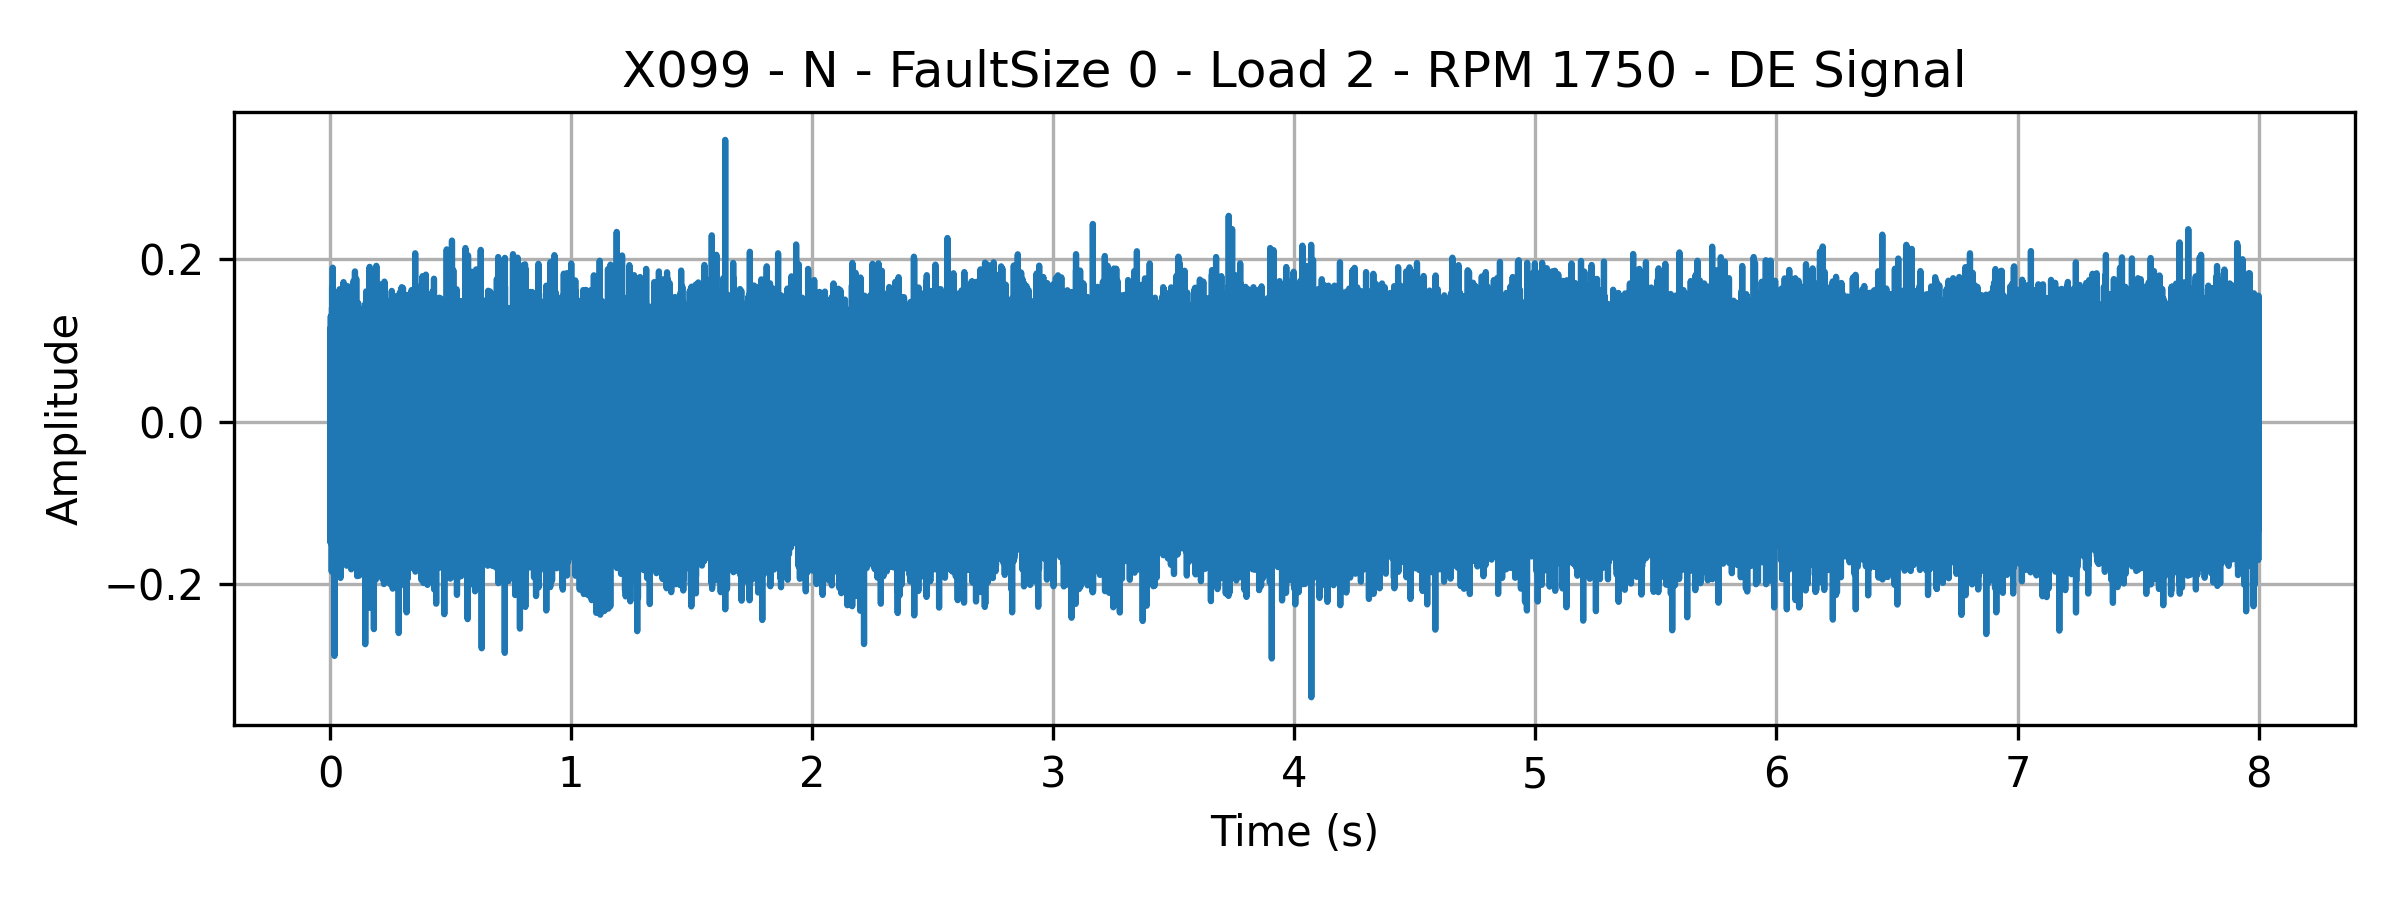 X099 - N - FaultSize 0 - Load 2 - RPM 1750 - DE Signal
Amplitude
0.2
0.0
−0.2
0 1 2 3 4 5 6 7 8
Time (s)